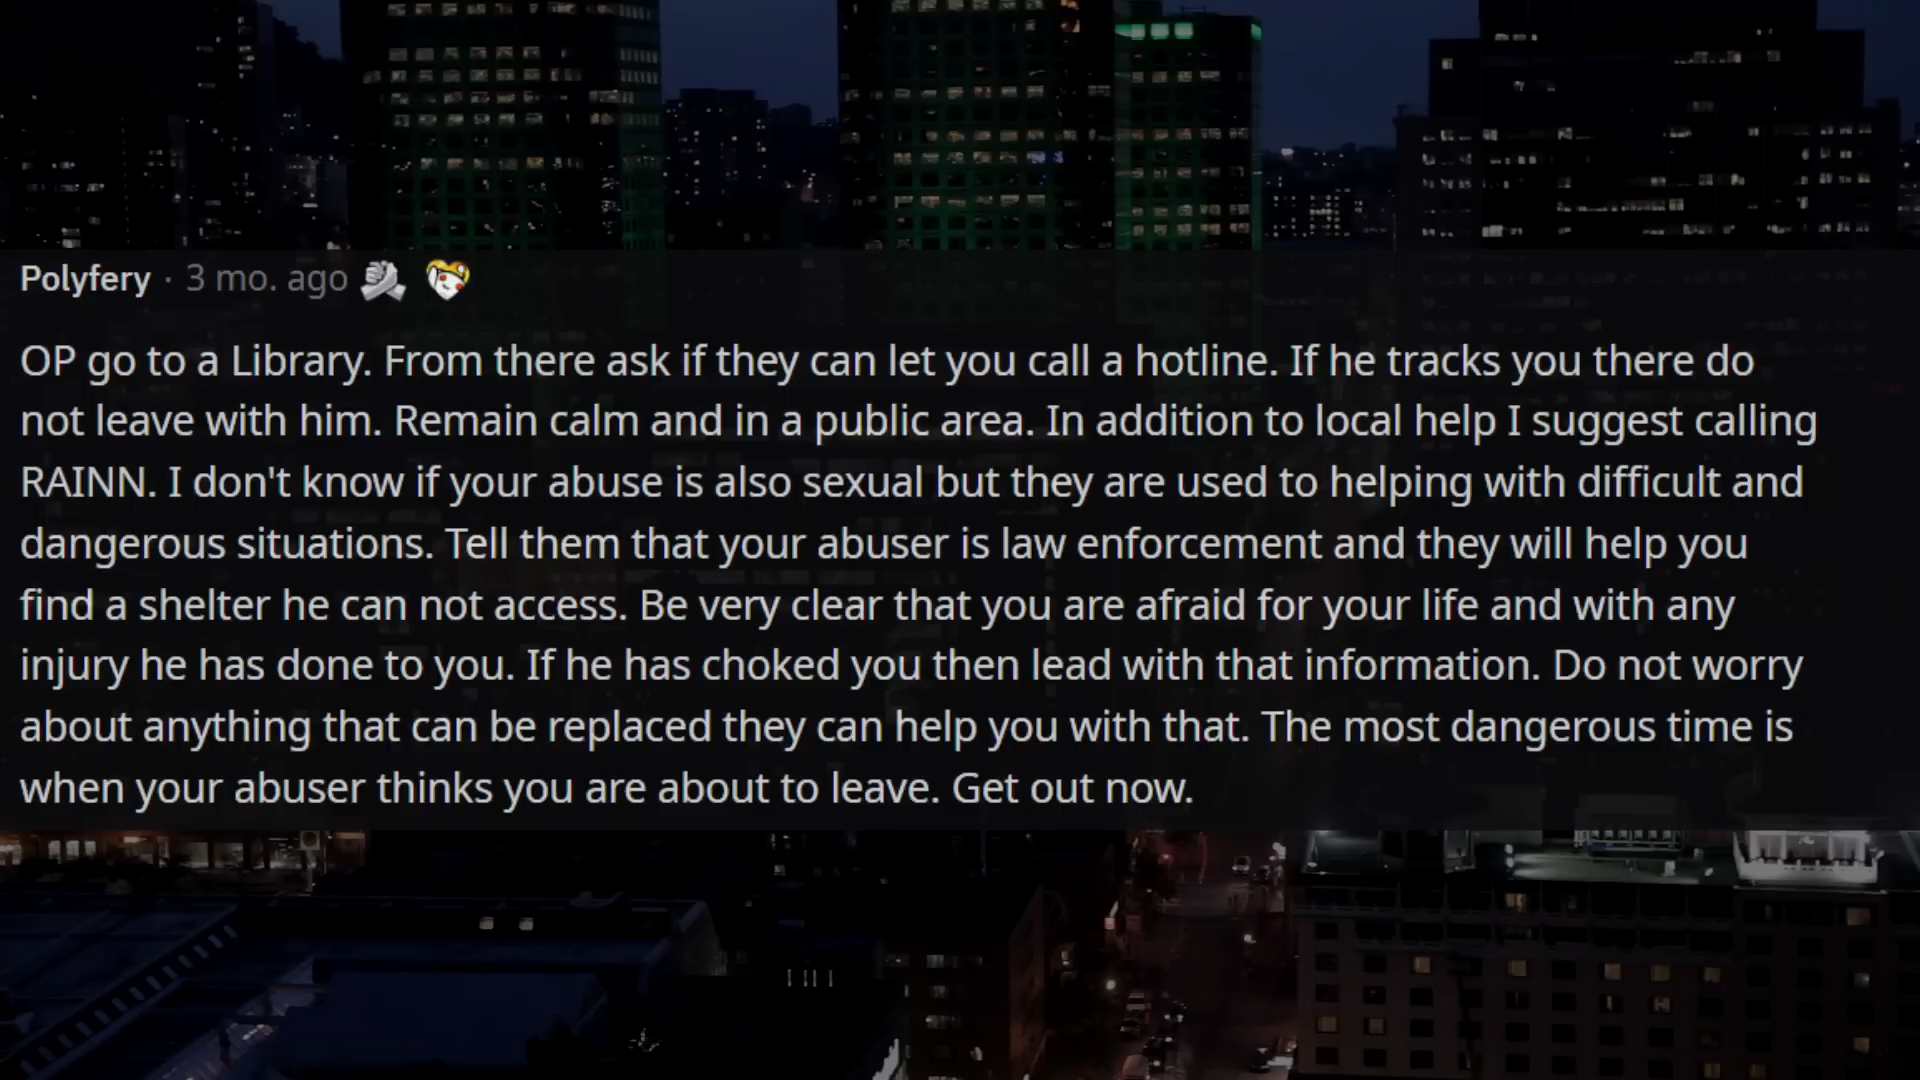 Polyfery · 3 mo. ago
OP go to a Library. From there ask if they can let you call a hotline. If he tracks you there do
not leave with him. Remain calm and in a public area. In addition to local help I suggest calling
RAINN. I don't know if your abuse is also sexual but they are used to helping with difficult and
dangerous situations. Tell them that your abuser is law enforcement and they will help you
find a shelter he can not access. Be very clear that you are afraid for your life and with any
injury he has done to you. If he has choked you then lead with that information. Do not worry
about anything that can be replaced they can help you with that. The most dangerous time is
when your abuser thinks you are about to leave. Get out now.